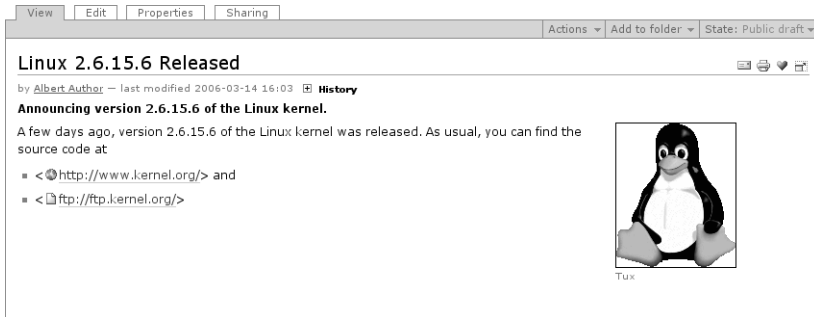 View Edit Properties Sharing
Actions Add to folder State: Public draft
Linux 2.6.15.6 Released
by Albert Author — last modified 2006-03-14 16:03 History
Announcing version 2.6.15.6 of the Linux kernel.
A few days ago, version 2.6.15.6 of the Linux kernel was released. As usual, you can find the
source code at
<http://www.kernel.org/> and
<ftp://ftp.kernel.org/>
Tux